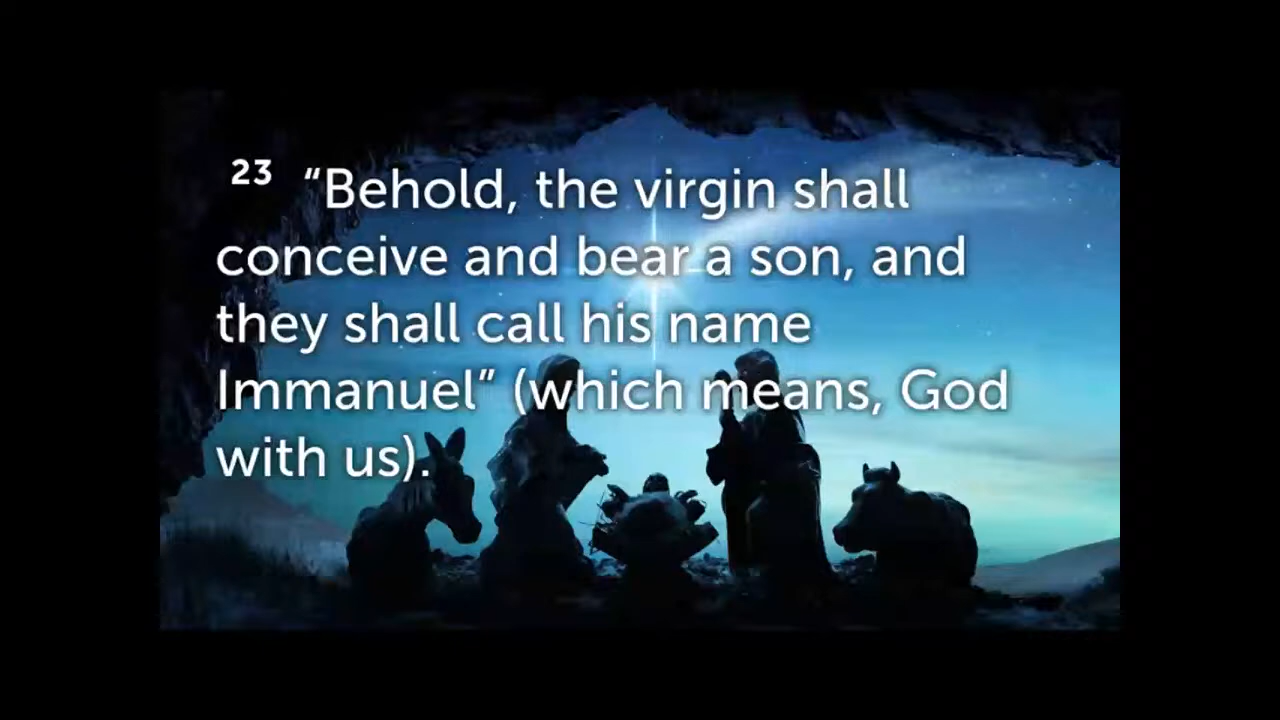 23 “Behold, the virgin shall
conceive and bear a son, and
they shall call his name
Immanuel” (which means, God
with us).